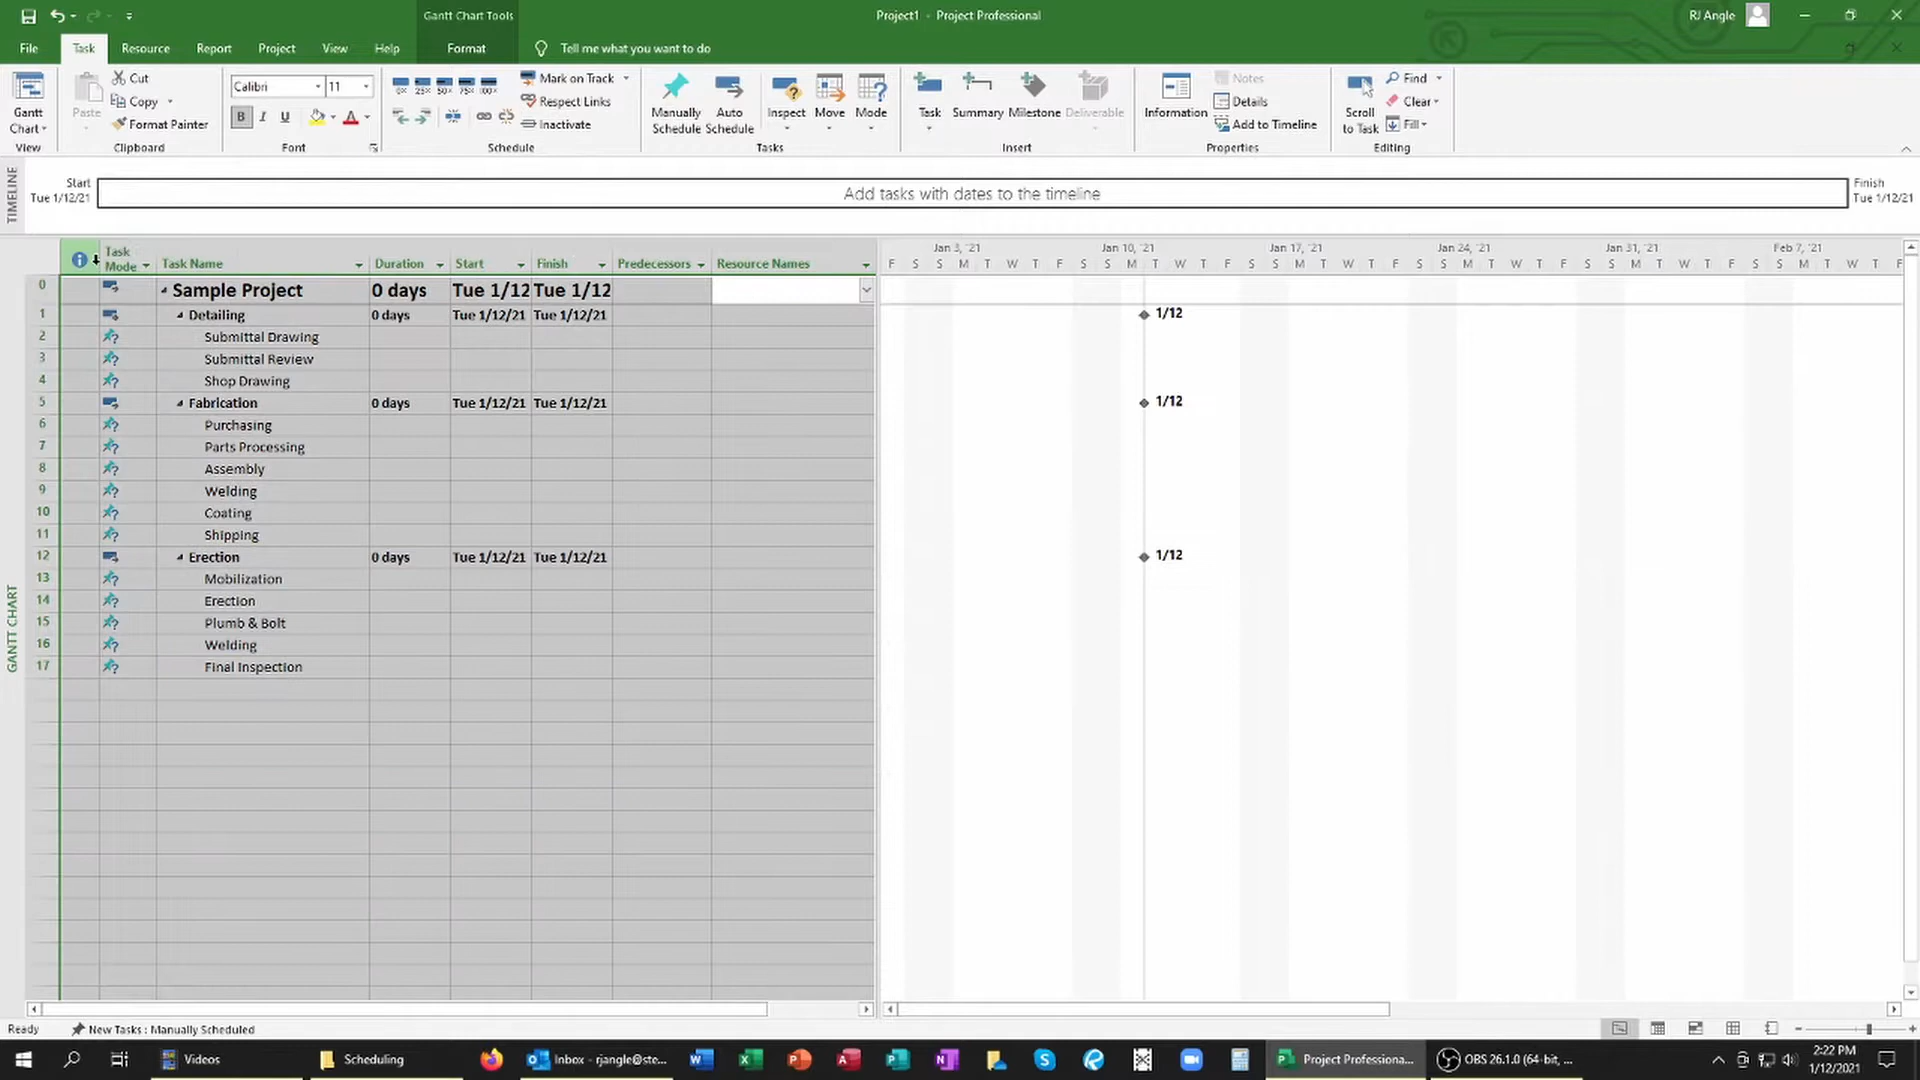 Gantt Chart Tools
Project1 - Project Professional
RJ Angle
File Task Resource Report Project View Help Format Tell me what you want to do
Gantt Chart
View
Paste
Cut
Copy
Format Painter
Clipboard
Calibri 11
B I U A
Font
0% 25% 50% 75% 100%
Mark on Track
Respect Links
Inactivate
Schedule
Manually Schedule
Auto Schedule
Inspect
Move
Mode
Tasks
Task
Summary
Milestone
Deliverable
Insert
Information
Notes
Details
Add to Timeline
Properties
Scroll to Task
Find
Clear
Fill
Editing
TIMELINE
Start
Tue 1/12/21
Add tasks with dates to the timeline
Finish
Tue 1/12/21
Task Mode Task Name Duration Start Finish Predecessors Resource Names
Jan 3, '21 Jan 10, '21 Jan 17, '21 Jan 24, '21 Jan 31, '21 Feb 7, '21
F S S M T W T F S S M T W T F S S M T W T F S S M T W T F S S M T W T F S S M T W T F
0 Sample Project 0 days Tue 1/12 Tue 1/12
1 Detailing 0 days Tue 1/12/21 Tue 1/12/21 1/12
2 Submittal Drawing
3 Submittal Review
4 Shop Drawing
5 Fabrication 0 days Tue 1/12/21 Tue 1/12/21 1/12
6 Purchasing
7 Parts Processing
8 Assembly
9 Welding
10 Coating
11 Shipping
12 Erection 0 days Tue 1/12/21 Tue 1/12/21 1/12
13 Mobilization
14 Erection
15 Plumb & Bolt
16 Welding
17 Final Inspection
GANTT CHART
Ready New Tasks : Manually Scheduled
Videos Scheduling Inbox - rjangle@ste... Project Professiona... OBS 26.1.0 (64-bit, ...
2:22 PM
1/12/2021